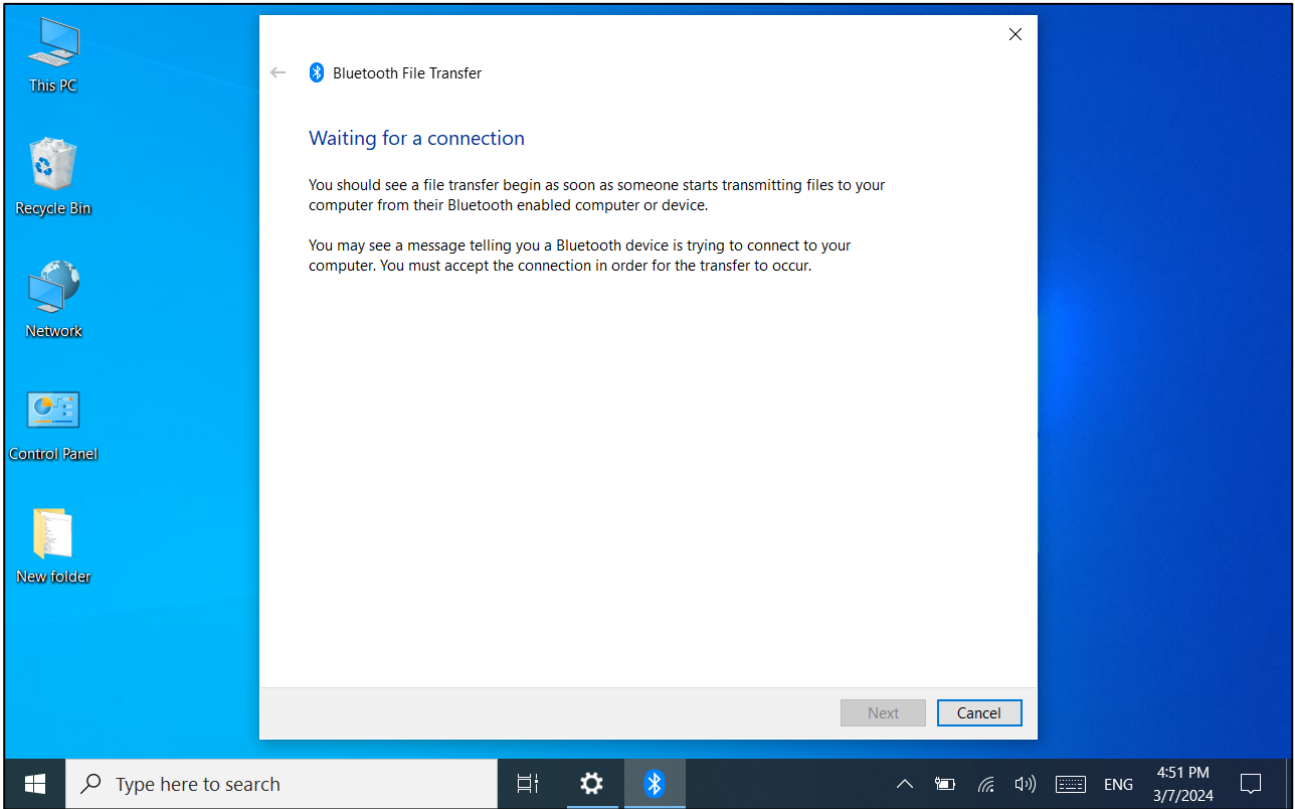 This PC
Recycle Bin
Network
Control Panel
New folder
Bluetooth File Transfer
Waiting for a connection
You should see a file transfer begin as soon as someone starts transmitting files to your
computer from their Bluetooth enabled computer or device.
You may see a message telling you a Bluetooth device is trying to connect to your
computer. You must accept the connection in order for the transfer to occur.
Next
Cancel
Type here to search
ENG
4:51 PM
3/7/2024